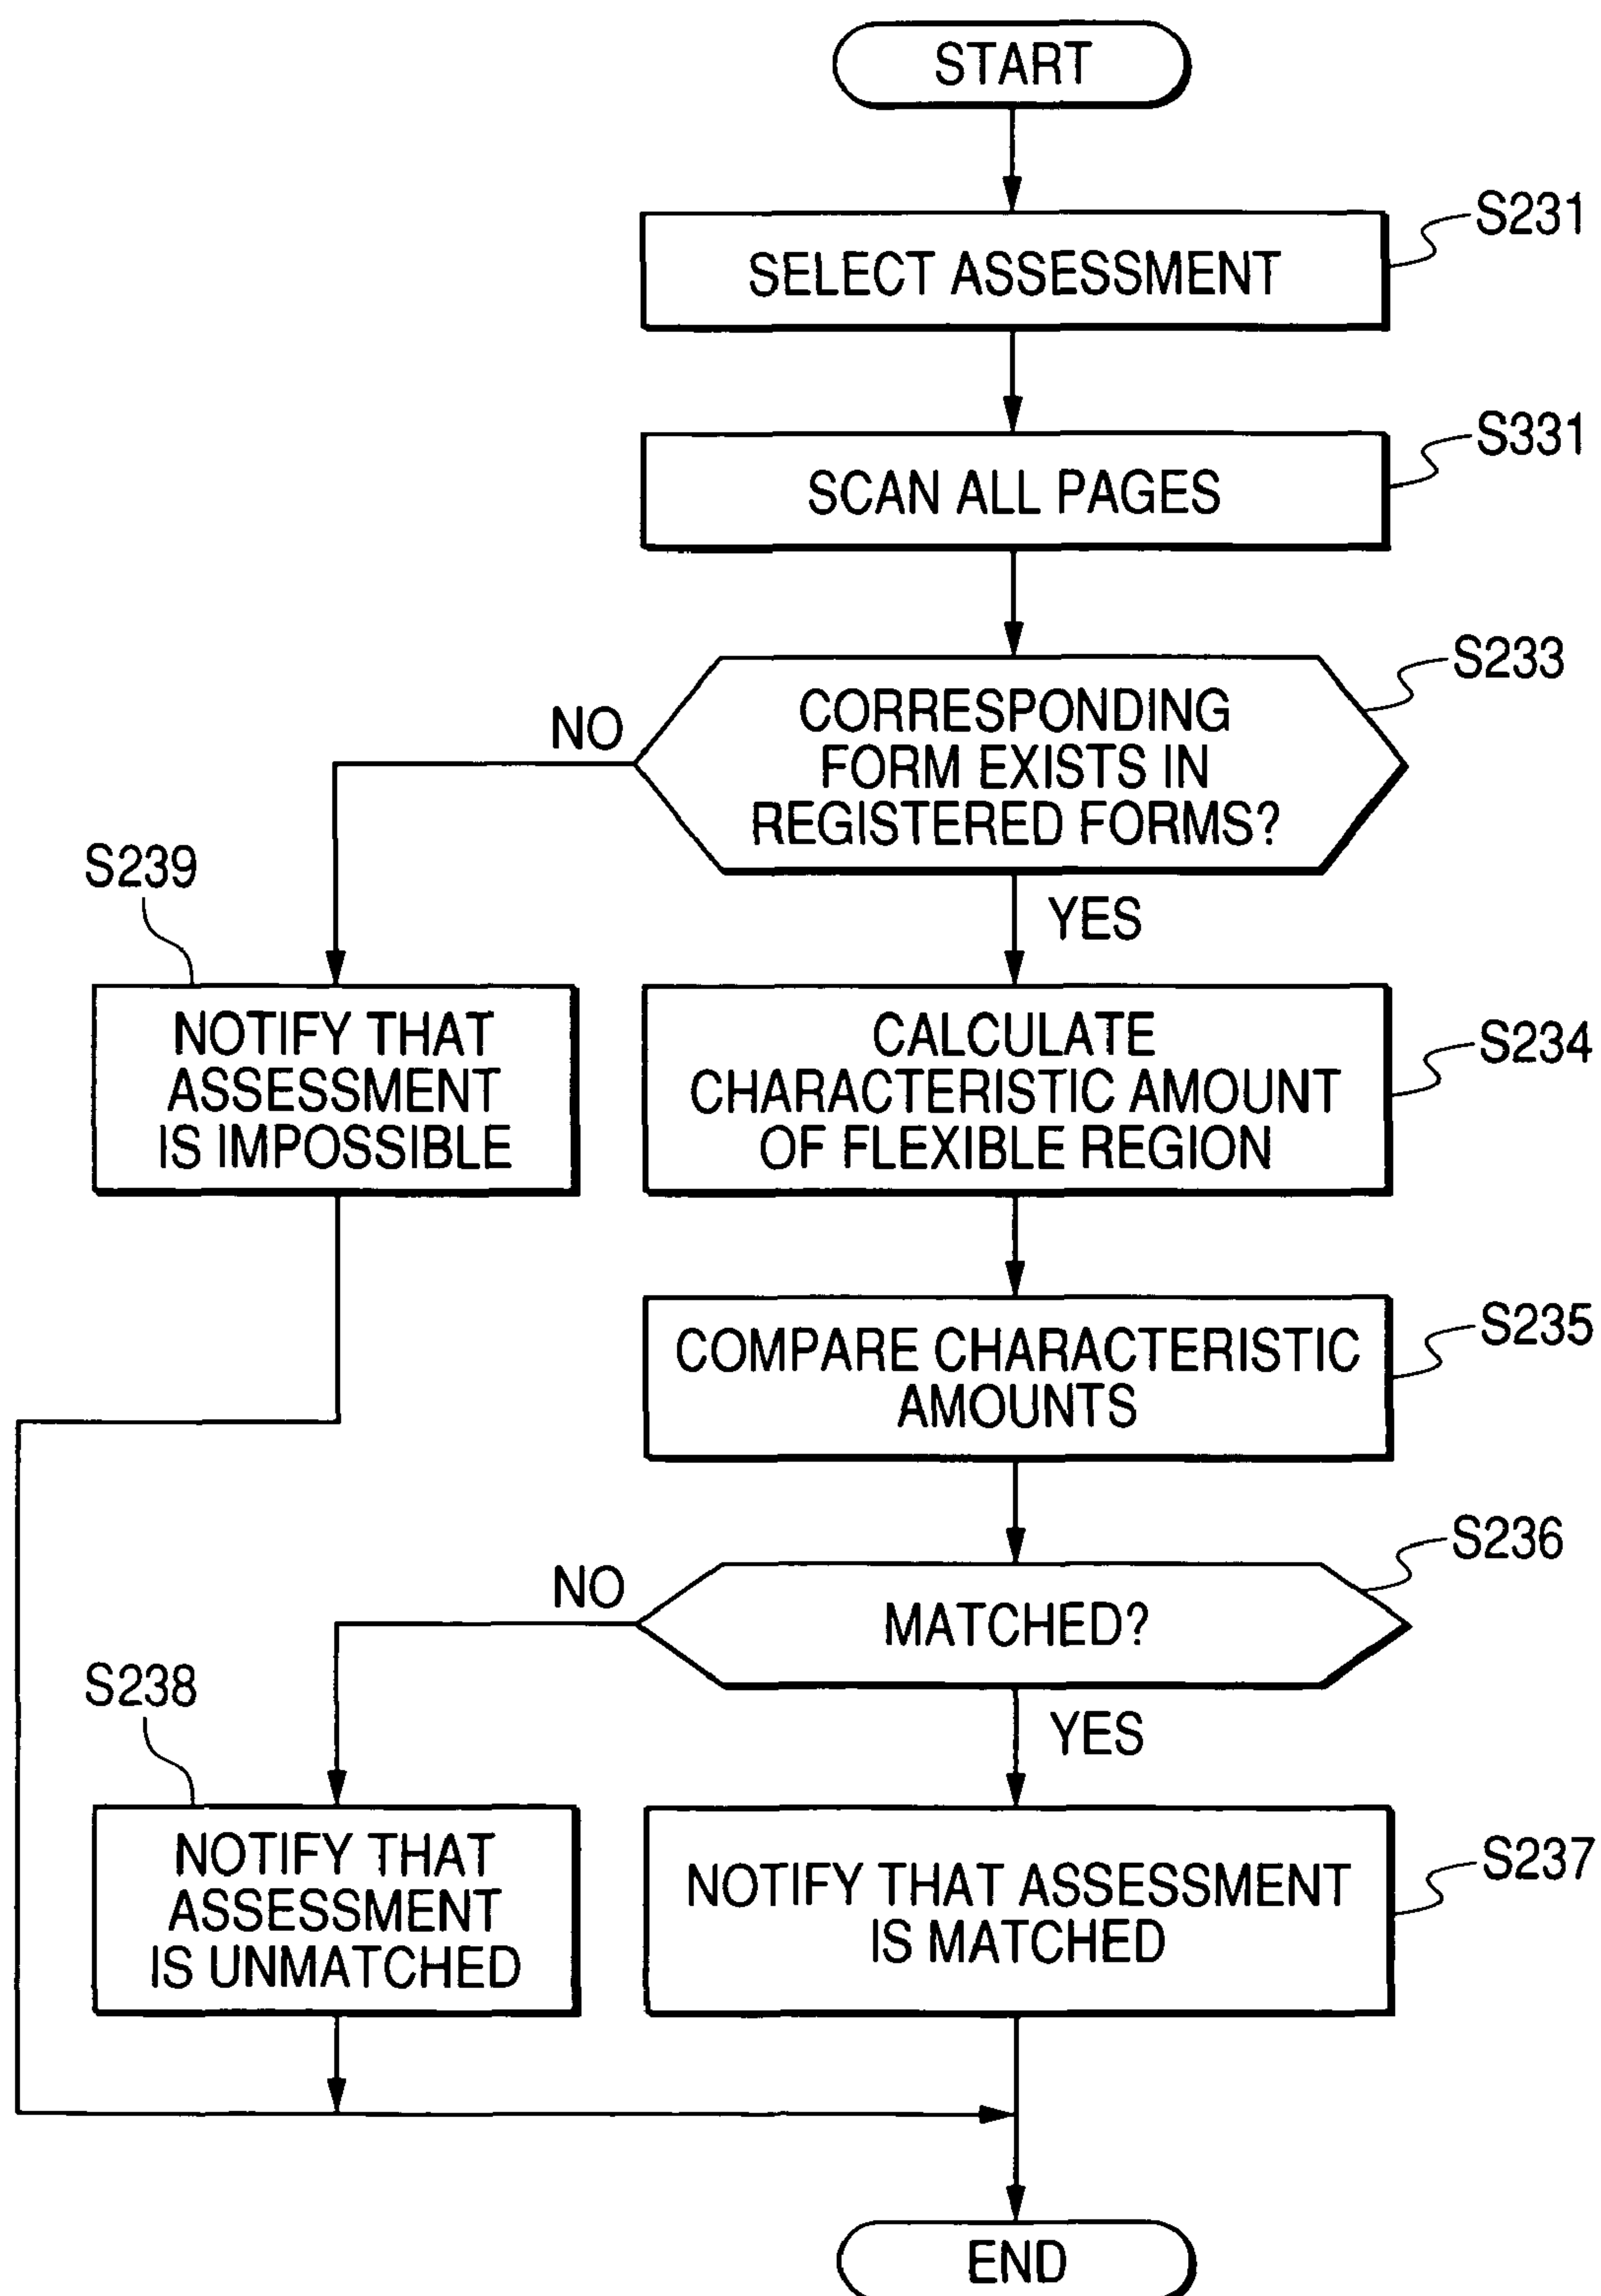 START
S231
SELECT ASSESSMENT
S331
SCAN ALL PAGES
S233
CORRESPONDING
FORM EXISTS IN
REGISTERED FORMS?
NO
YES
S239
NOTIFY THAT
ASSESSMENT
IS IMPOSSIBLE
S234
CALCULATE
CHARACTERISTIC AMOUNT
OF FLEXIBLE REGION
S235
COMPARE CHARACTERISTIC
AMOUNTS
S236
MATCHED?
NO
YES
S238
NOTIFY THAT
ASSESSMENT
IS UNMATCHED
S237
NOTIFY THAT ASSESSMENT
IS MATCHED
END